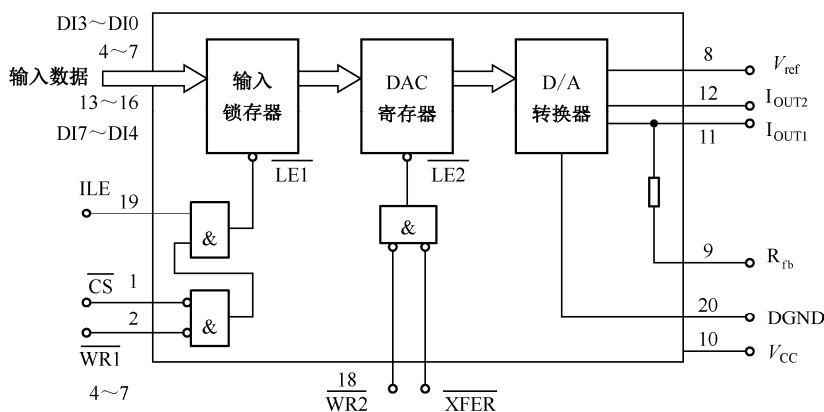 DI3～DI0
4～7
输入数据
13～16
DI7～DI4
输入
锁存器
DAC
寄存器
D/A
转换器
8
V_ref
12
I_OUT2
I_OUT1
11
LE1
LE2
ILE
19
&
&
&
CS
1
2
WR1
9
R_fb
20
DGND
10
V_CC
4～7
18
WR2
XFER